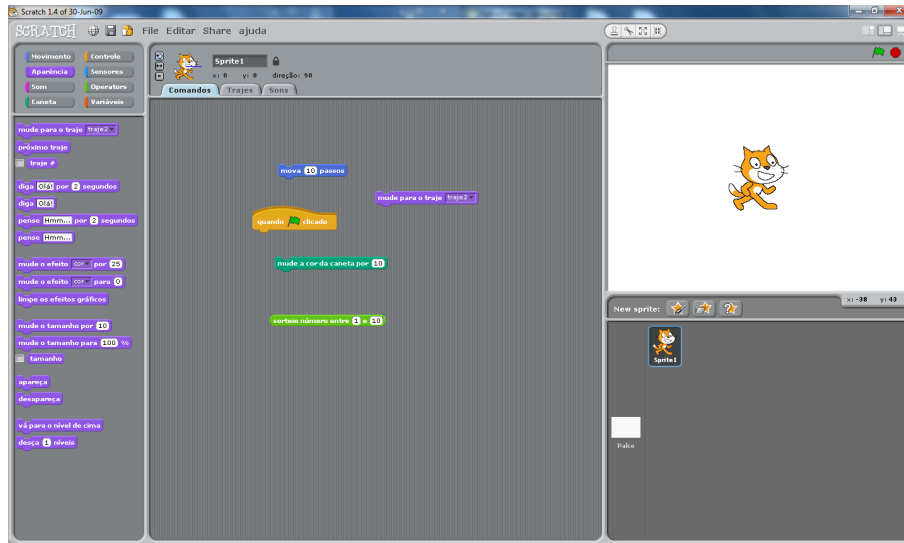 Scratch 1.4 of 30-Jun-09
SCRATCH File Editar Share ajuda
Movimento Controle
Aparência Sensores
Som Operators
Caneta Variáveis
mude para o traje traje2
próximo traje
traje #
diga Olá! por 2 segundos
diga Olá!
pense Hmm... por 2 segundos
pense Hmm...
mude o efeito cor por 25
mude o efeito cor para 0
limpe os efeitos gráficos
mude o tamanho por 10
mude o tamanho para 100 %
tamanho
apareça
desapareça
vá para o nível de cima
desça 1 níveis
Sprite1
x: 0 y: 0 direção: 90
Comandos Trajes Sons
mova 10 passos
mude para o traje traje2
quando clicado
mude a cor da caneta por 10
sorteie número entre 1 e 10
x: -38 y: 43
New sprite:
Sprite1
Palco